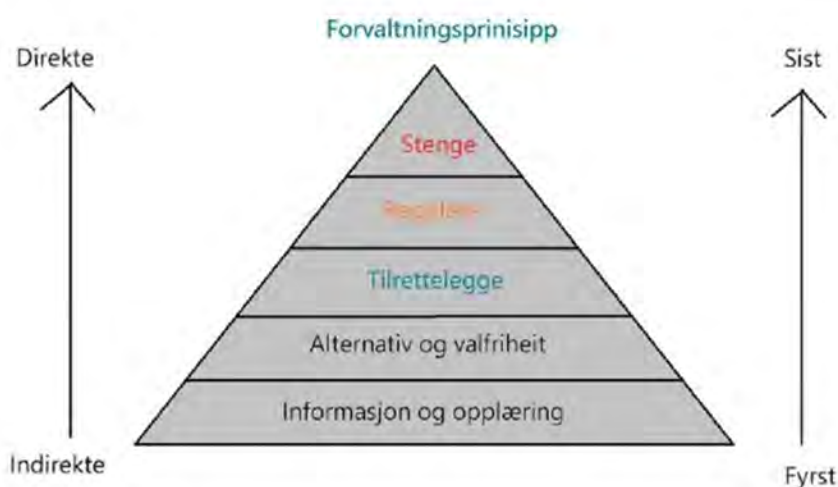 Forvaltningsprinisipp
Direkte
Sist
Stenge
Tilrettelegge
Alternativ og valfriheit
Informasjon og opplæring
Indirekte
Fyrst